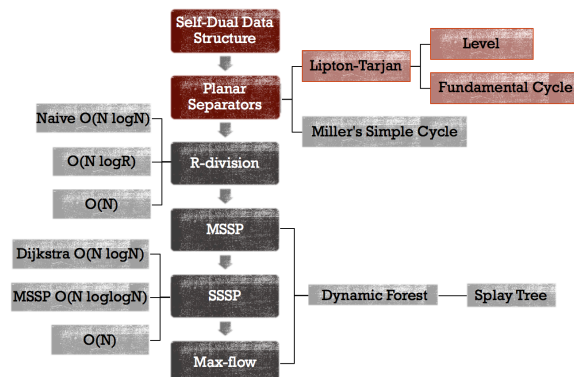 Self-Dual Data
Structure
Level
Lipton-Tarjan
Planar
Separators
Fundamental Cycle
Naive O(N logN)
Miller's Simple Cycle
O(N logR)
R-division
O(N)
MSSP
Dijkstra O(N logN)
MSSP O(N loglogN)
SSSP
Dynamic Forest
Splay Tree
O(N)
Max-flow